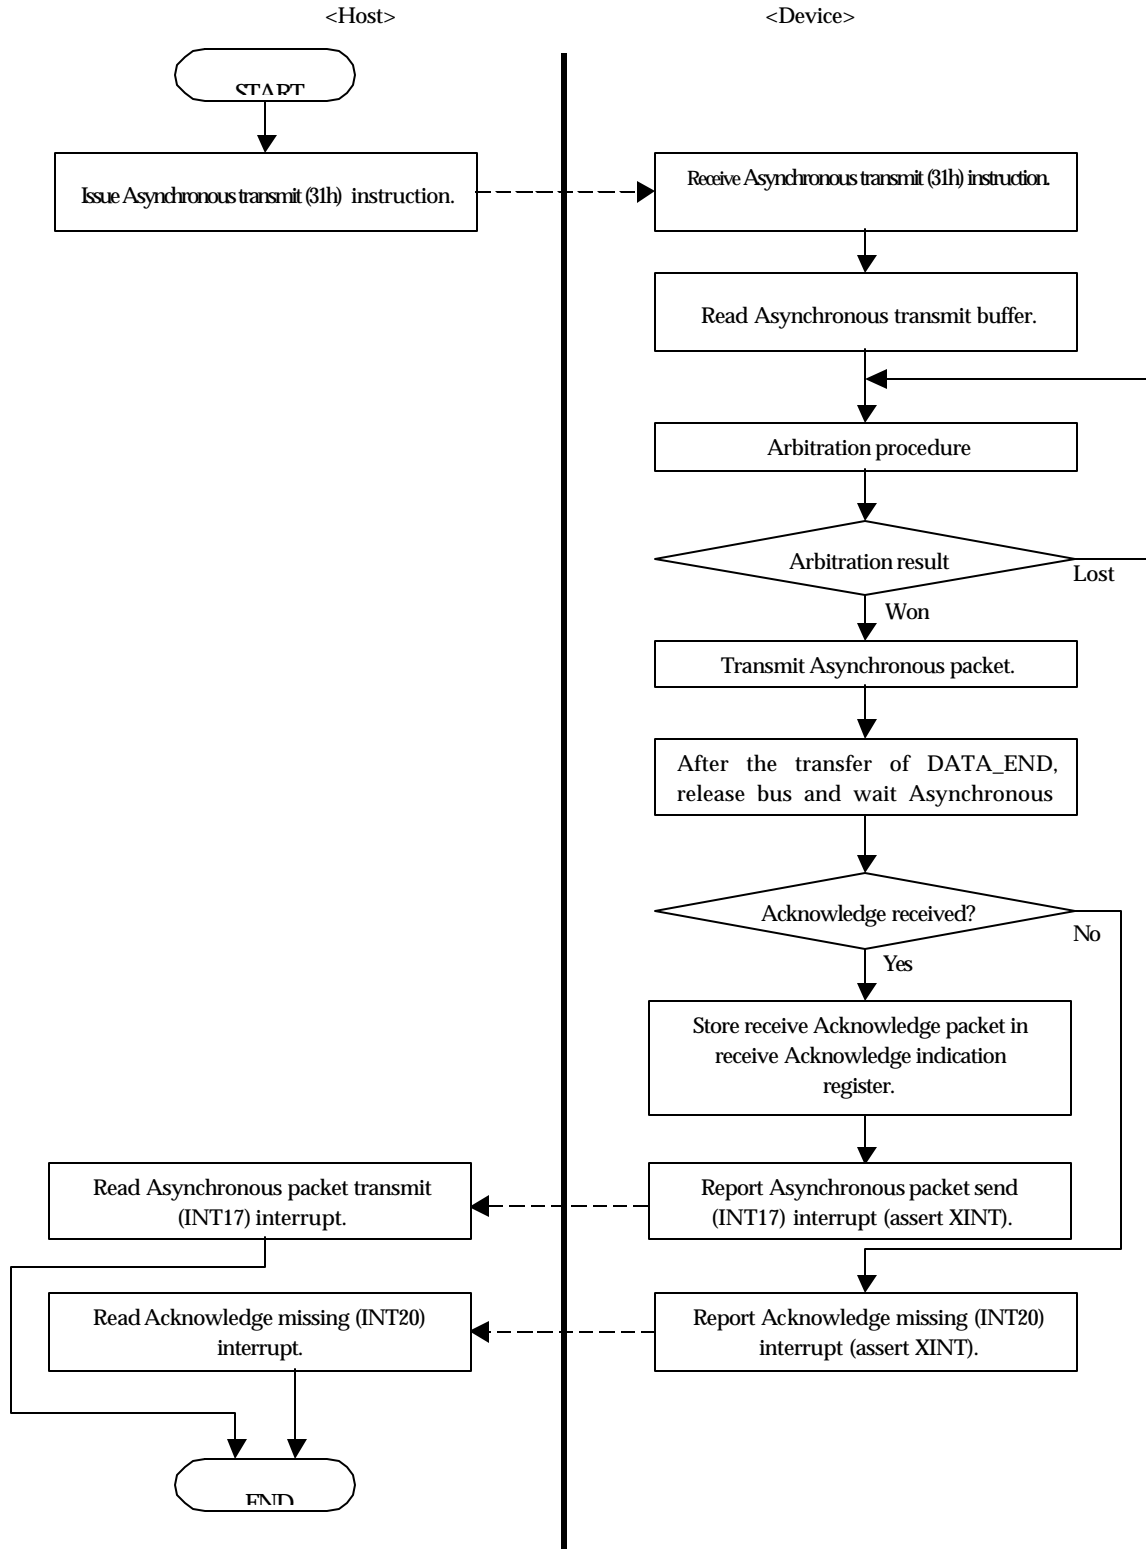 <Host>
<Device>
START
Issue Asynchronous transmit (31h) instruction.
Receive Asynchronous transmit (31h) instruction.
Read Asynchronous transmit buffer.
Arbitration procedure
Arbitration result
Lost
Won
Transmit Asynchronous packet.
After the transfer of DATA_END,
release bus and wait Asynchronous
Acknowledge received?
No
Yes
Store receive Acknowledge packet in
receive Acknowledge indication
register.
Read Asynchronous packet transmit
(INT17) interrupt.
Report Asynchronous packet send
(INT17) interrupt (assert XINT).
Read Acknowledge missing (INT20)
interrupt.
Report Acknowledge missing (INT20)
interrupt (assert XINT).
END